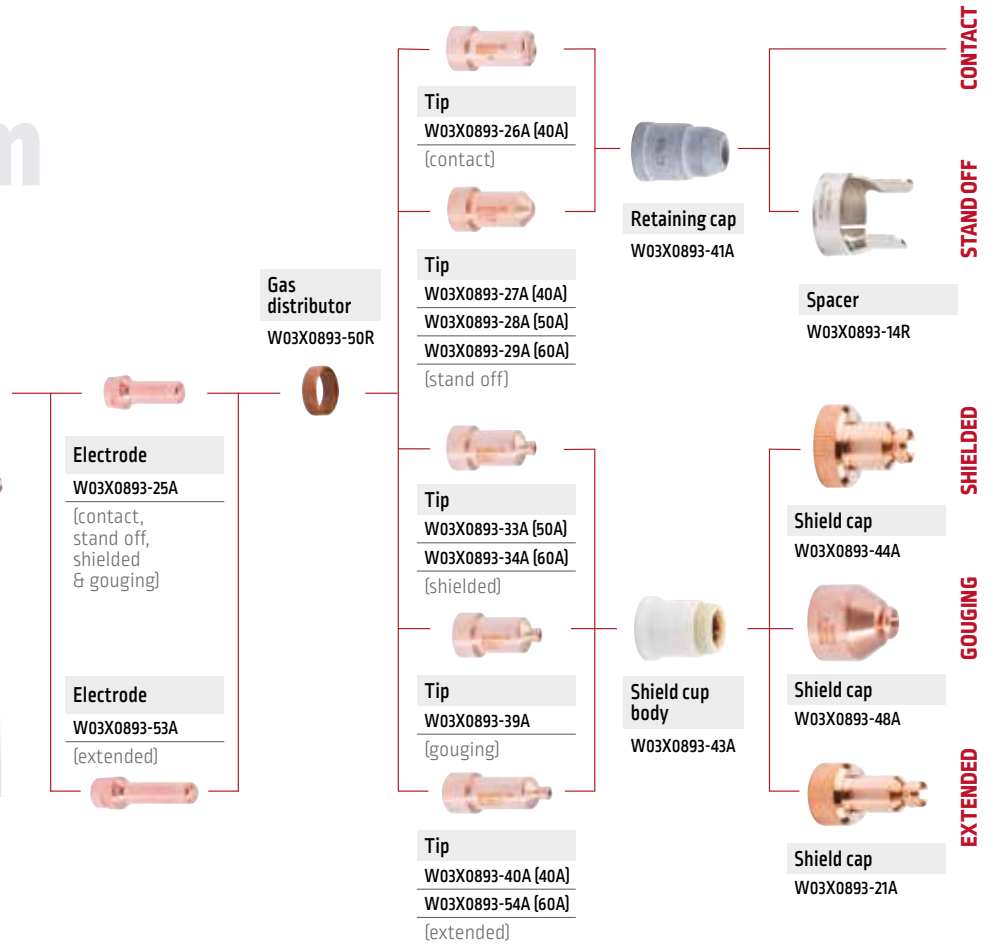 m
Electrode
W03X0893-25A
(contact,
stand off,
shielded
& gouging)
Electrode
W03X0893-53A
(extended)
Gas
distributor
W03X0893-50R
Tip
W03X0893-26A (40A)
(contact)
Tip
W03X0893-27A (40A)
W03X0893-28A (50A)
W03X0893-29A (60A)
(stand off)
Tip
W03X0893-33A (50A)
W03X0893-34A (60A)
(shielded)
Tip
W03X0893-39A
(gouging)
Tip
W03X0893-40A (40A)
W03X0893-54A (60A)
(extended)
Retaining cap
W03X0893-41A
Shield cup
body
W03X0893-43A
CONTACT
STAND OFF
Spacer
W03X0893-14R
SHIELDED
Shield cap
W03X0893-44A
GOUGING
Shield cap
W03X0893-48A
EXTENDED
Shield cap
W03X0893-21A